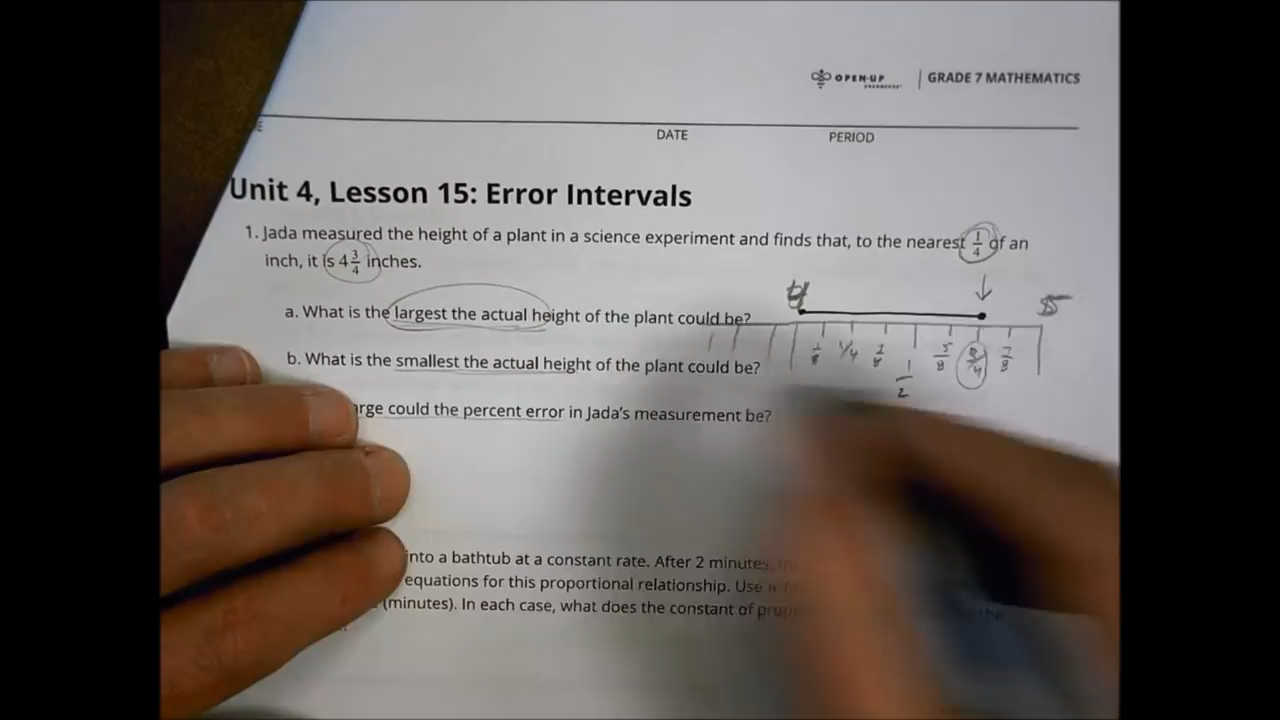 OPEN-UP GRADE 7 MATHEMATICS
E DATE PERIOD
Unit 4, Lesson 15: Error Intervals
1. Jada measured the height of a plant in a science experiment and finds that, to the nearest 1/4 of an
inch, it is 4 3/4 inches.
a. What is the largest the actual height of the plant could be?
4 5
1/8 1/4 3/8 1/2 5/8 3/4 7/8
b. What is the smallest the actual height of the plant could be?
arge could the percent error in Jada's measurement be?
into a bathtub at a constant rate. After 2 minutes,
equations for this proportional relationship. Use
(minutes). In each case, what does the constant of